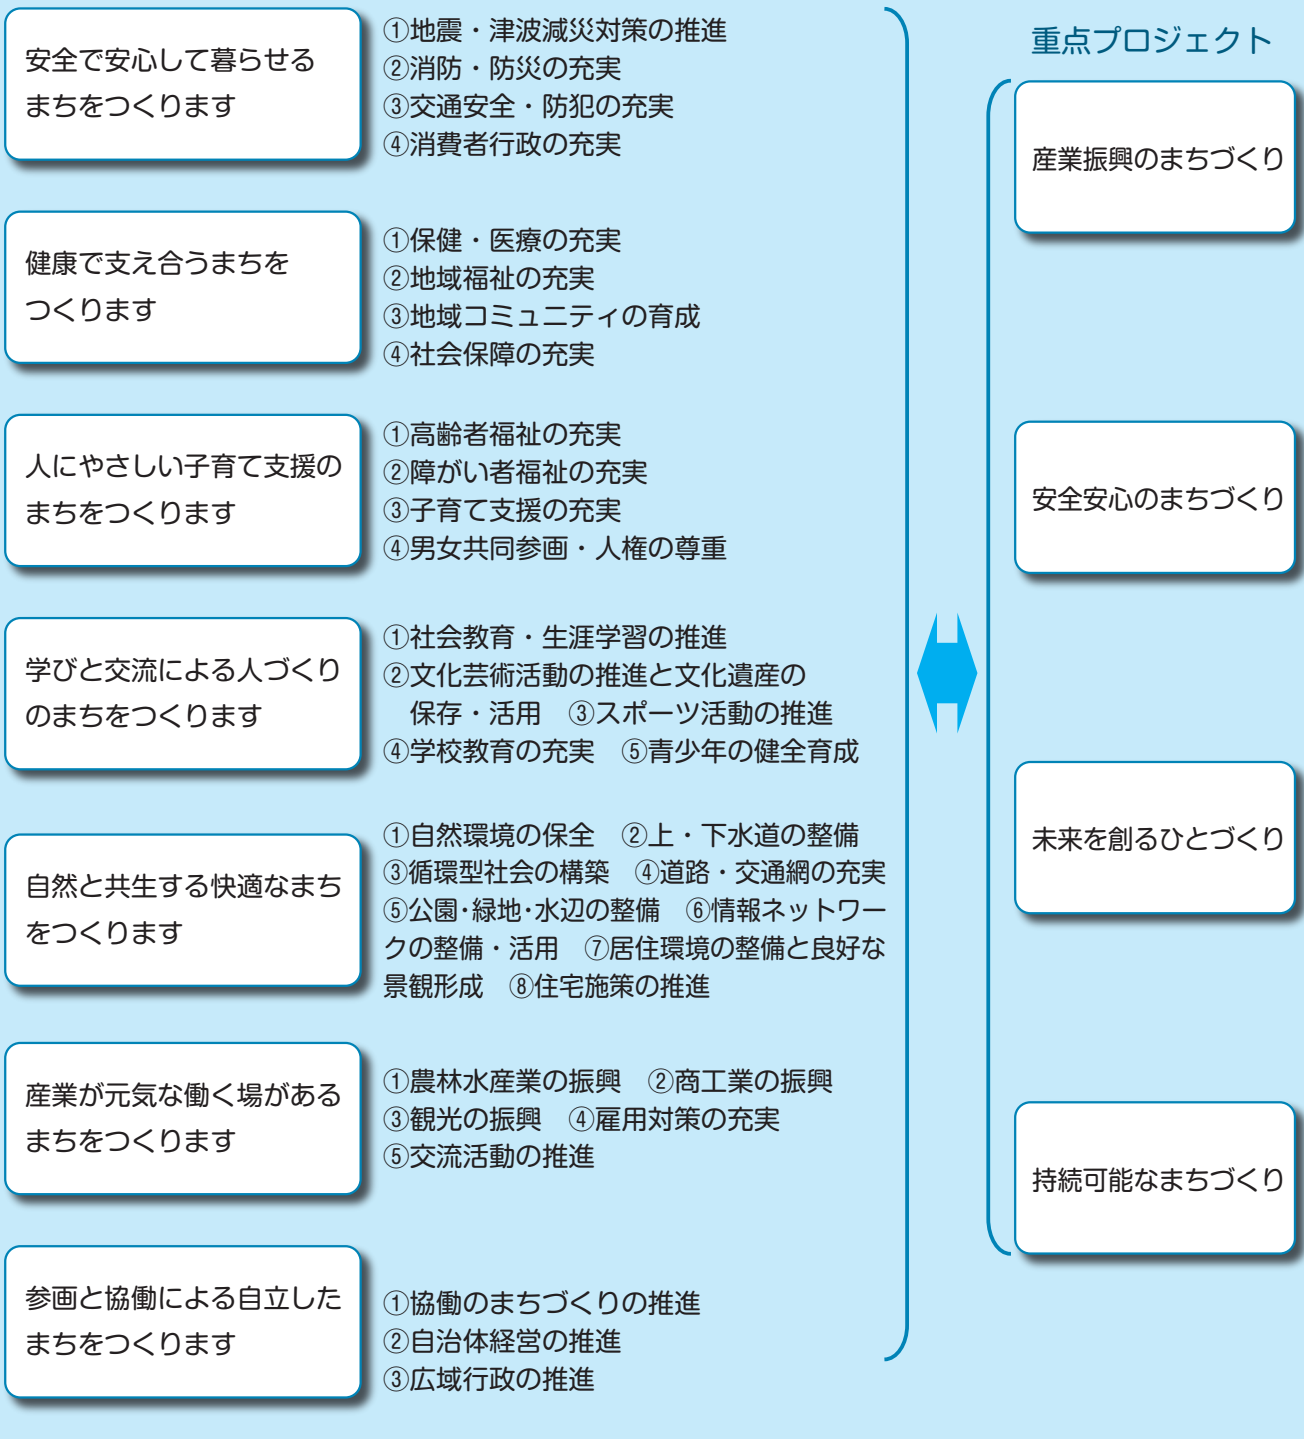 安全で安心して暮らせる
まちをつくります
①地震・津波減災対策の推進
②消防・防災の充実
③交通安全・防犯の充実
④消費者行政の充実
健康で支え合うまちを
つくります
①保健・医療の充実
②地域福祉の充実
③地域コミュニティの育成
④社会保障の充実
人にやさしい子育て支援の
まちをつくります
①高齢者福祉の充実
②障がい者福祉の充実
③子育て支援の充実
④男女共同参画・人権の尊重
学びと交流による人づくり
のまちをつくります
①社会教育・生涯学習の推進
②文化芸術活動の推進と文化遺産の
保存・活用　③スポーツ活動の推進
④学校教育の充実　⑤青少年の健全育成
自然と共生する快適なまち
をつくります
①自然環境の保全　②上・下水道の整備
③循環型社会の構築　④道路・交通網の充実
⑤公園・緑地・水辺の整備　⑥情報ネットワー
クの整備・活用　⑦居住環境の整備と良好な
景観形成　⑧住宅施策の推進
産業が元気な働く場がある
まちをつくります
①農林水産業の振興　②商工業の振興
③観光の振興　④雇用対策の充実
⑤交流活動の推進
参画と協働による自立した
まちをつくります
①協働のまちづくりの推進
②自治体経営の推進
③広域行政の推進
重点プロジェクト
産業振興のまちづくり
安全安心のまちづくり
未来を創るひとづくり
持続可能なまちづくり